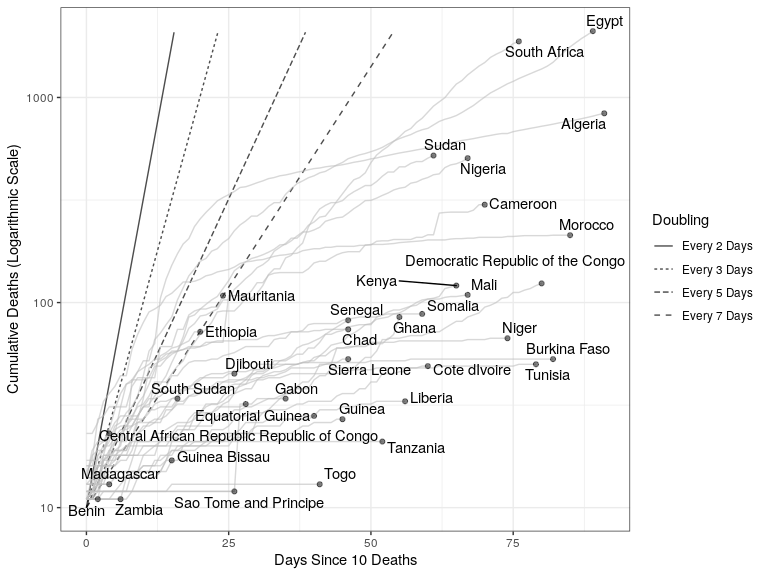 Egypt
South Africa
1000
Algeria
Sudan
Nigeria
Cameroon
Morocco
Democratic Republic of the Congo
Kenya
Mali
Mauritania
100
Senegal
Somalia
Ethiopia
Chad
Ghana
Niger
Djibouti
Sierra Leone
Cote dIvoire
Burkina Faso
Tunisia
South Sudan
Gabon
Equatorial Guinea
Guinea
Liberia
Central African Republic
Republic of Congo
Tanzania
Guinea Bissau
Madagascar
Togo
Sao Tome and Principe
10
Benin
Zambia
0
25
50
75
Days Since 10 Deaths
Cumulative Deaths (Logarithmic Scale)
Doubling
Every 2 Days
Every 3 Days
Every 5 Days
Every 7 Days